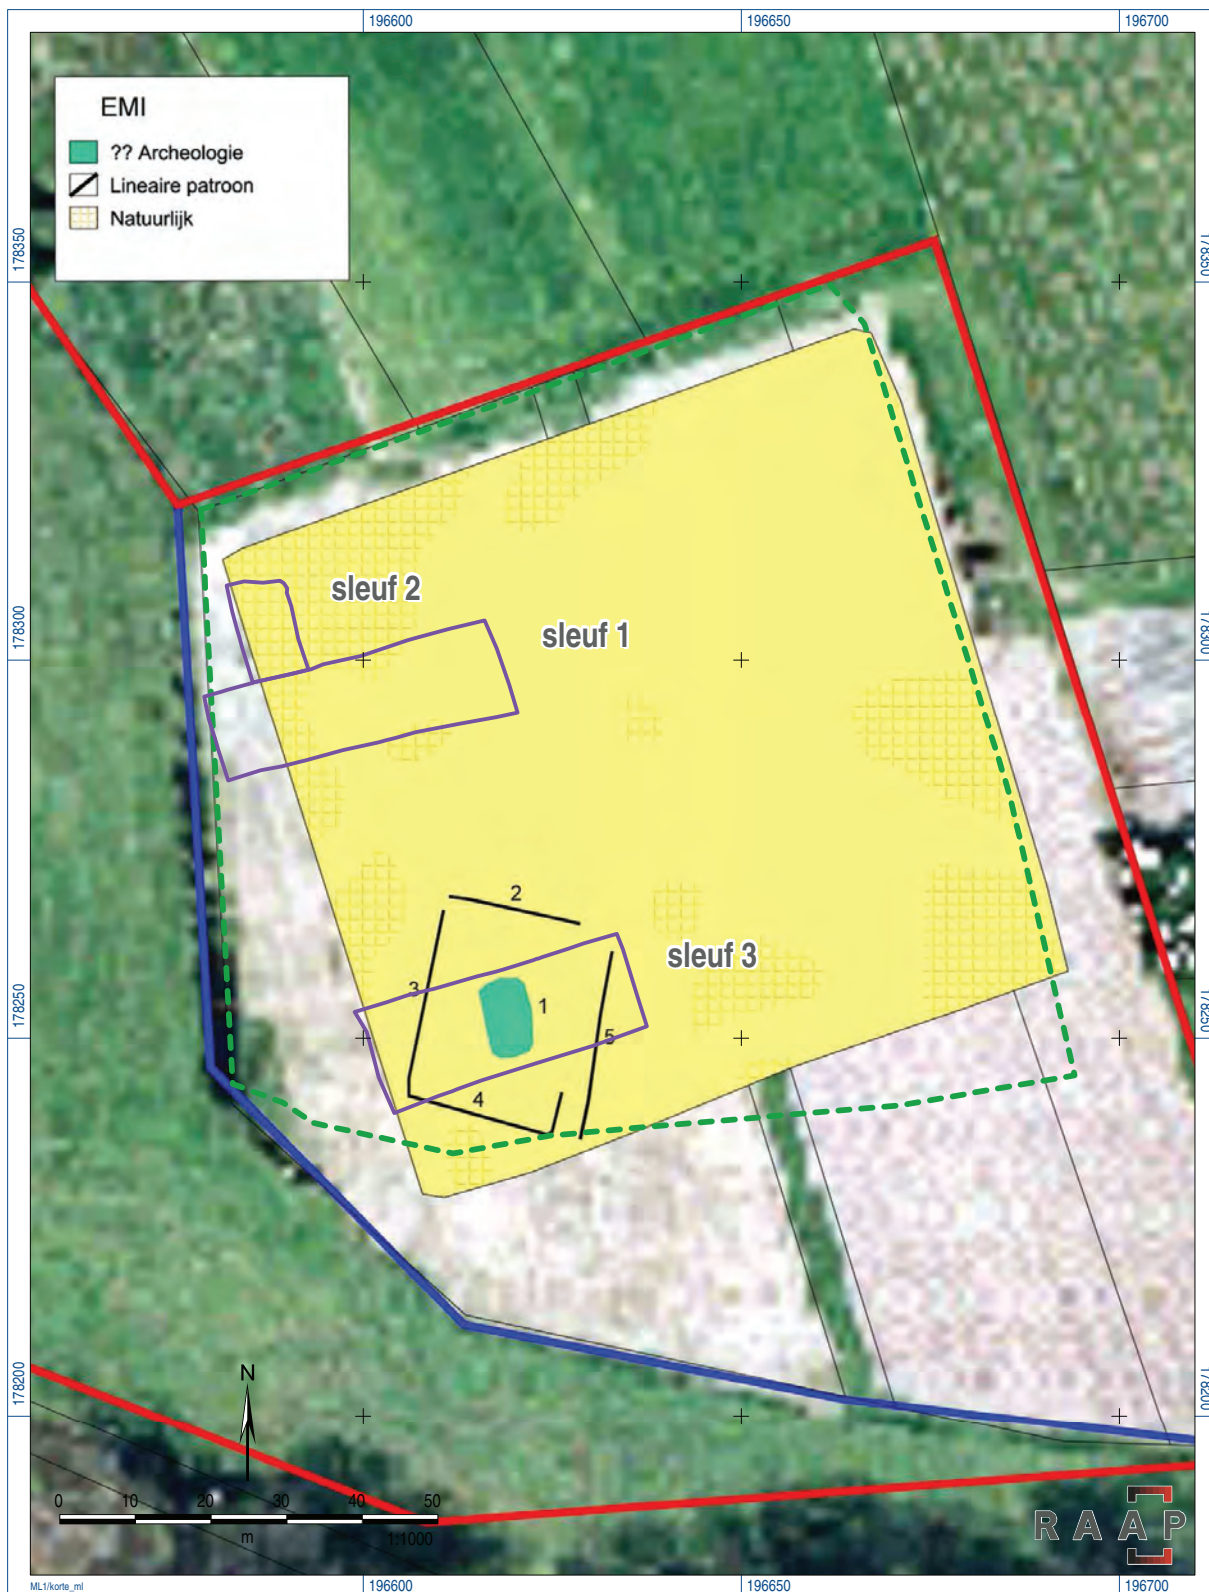 196600 196650 196700
EMI
?? Archeologie
Lineaire patroon
Natuurlijk
178350 178350
sleuf 2
sleuf 1
178300 178300
2
sleuf 3
3 1
5
178250 178250
4
N
178200 178200
0 10 20 30 40 50
m 1:1000
RAAP
ML1/korte_ml
196600 196650 196700